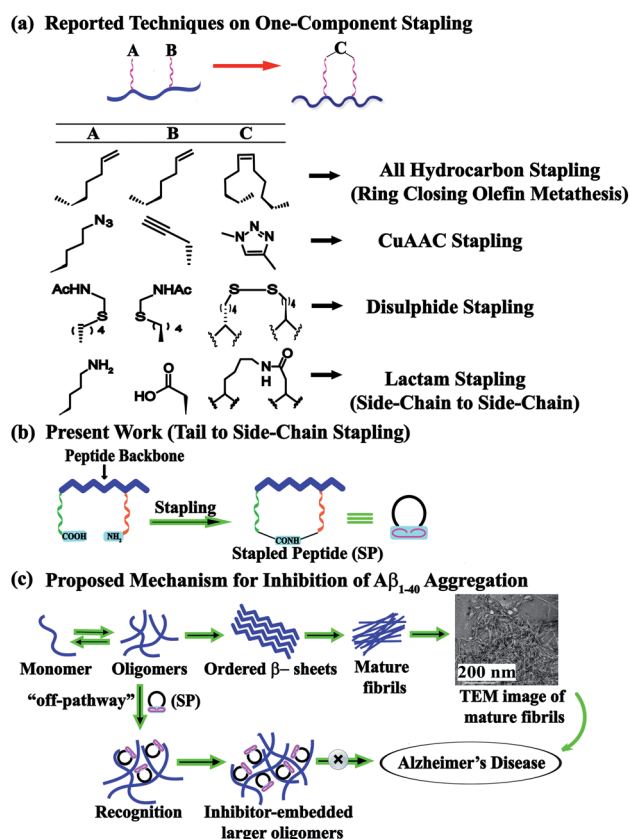 (a) Reported Techniques on One-Component Stapling
A B C
A B C
All Hydrocarbon Stapling
(Ring Closing Olefin Metathesis)
N3
N N
N
CuAAC Stapling
AcHN
S
( )4
NHAc
S
( )4
S S
( )4 ( )4
Disulphide Stapling
NH2
HO
O
N
H
O
Lactam Stapling
(Side-Chain to Side-Chain)
(b) Present Work (Tail to Side-Chain Stapling)
Peptide Backbone
Stapling
COOH NH2
CONH
Stapled Peptide (SP)
(c) Proposed Mechanism for Inhibition of Aβ1-40 Aggregation
Monomer Oligomers Ordered β– sheets Mature
fibrils
200 nm
TEM image of
mature fibrils
“off-pathway” (SP)
Alzheimer’s Disease
Recognition Inhibitor-embedded
larger oligomers